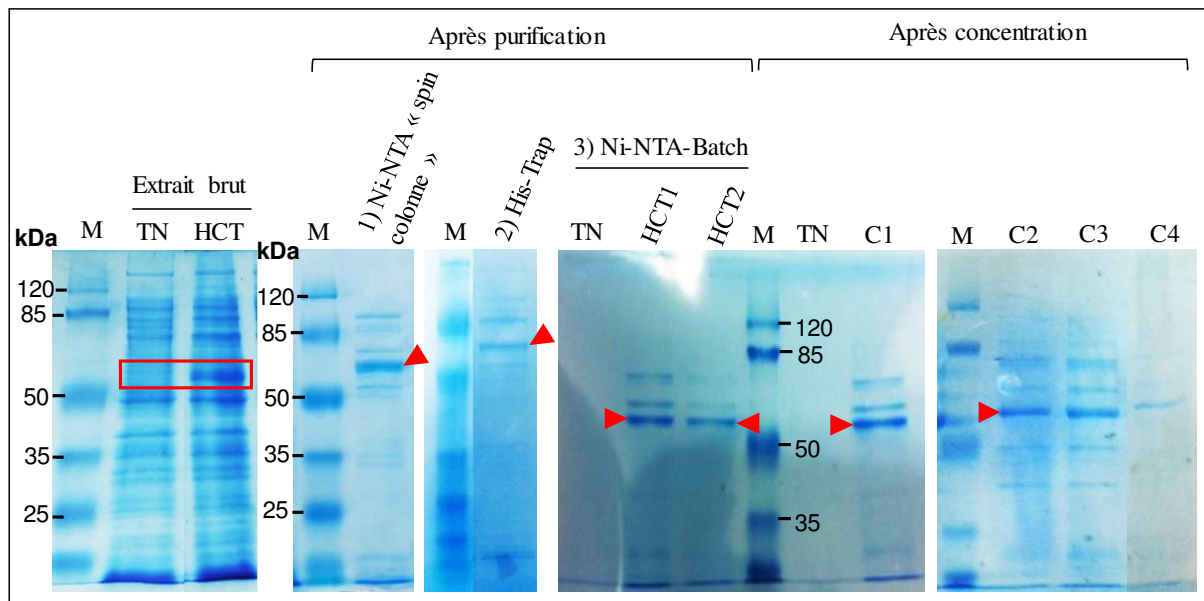 Après purification
Après concentration
1) Ni-NTA « spin
colonne »
2) His-Trap
3) Ni-NTA-Batch
Extrait brut
kDa
M
TN
HCT
kDa
M
M
TN
HCT1
HCT2
M
TN
C1
M
C2
C3
C4
120
85
50
35
25
120
85
50
35
25
120
85
50
35